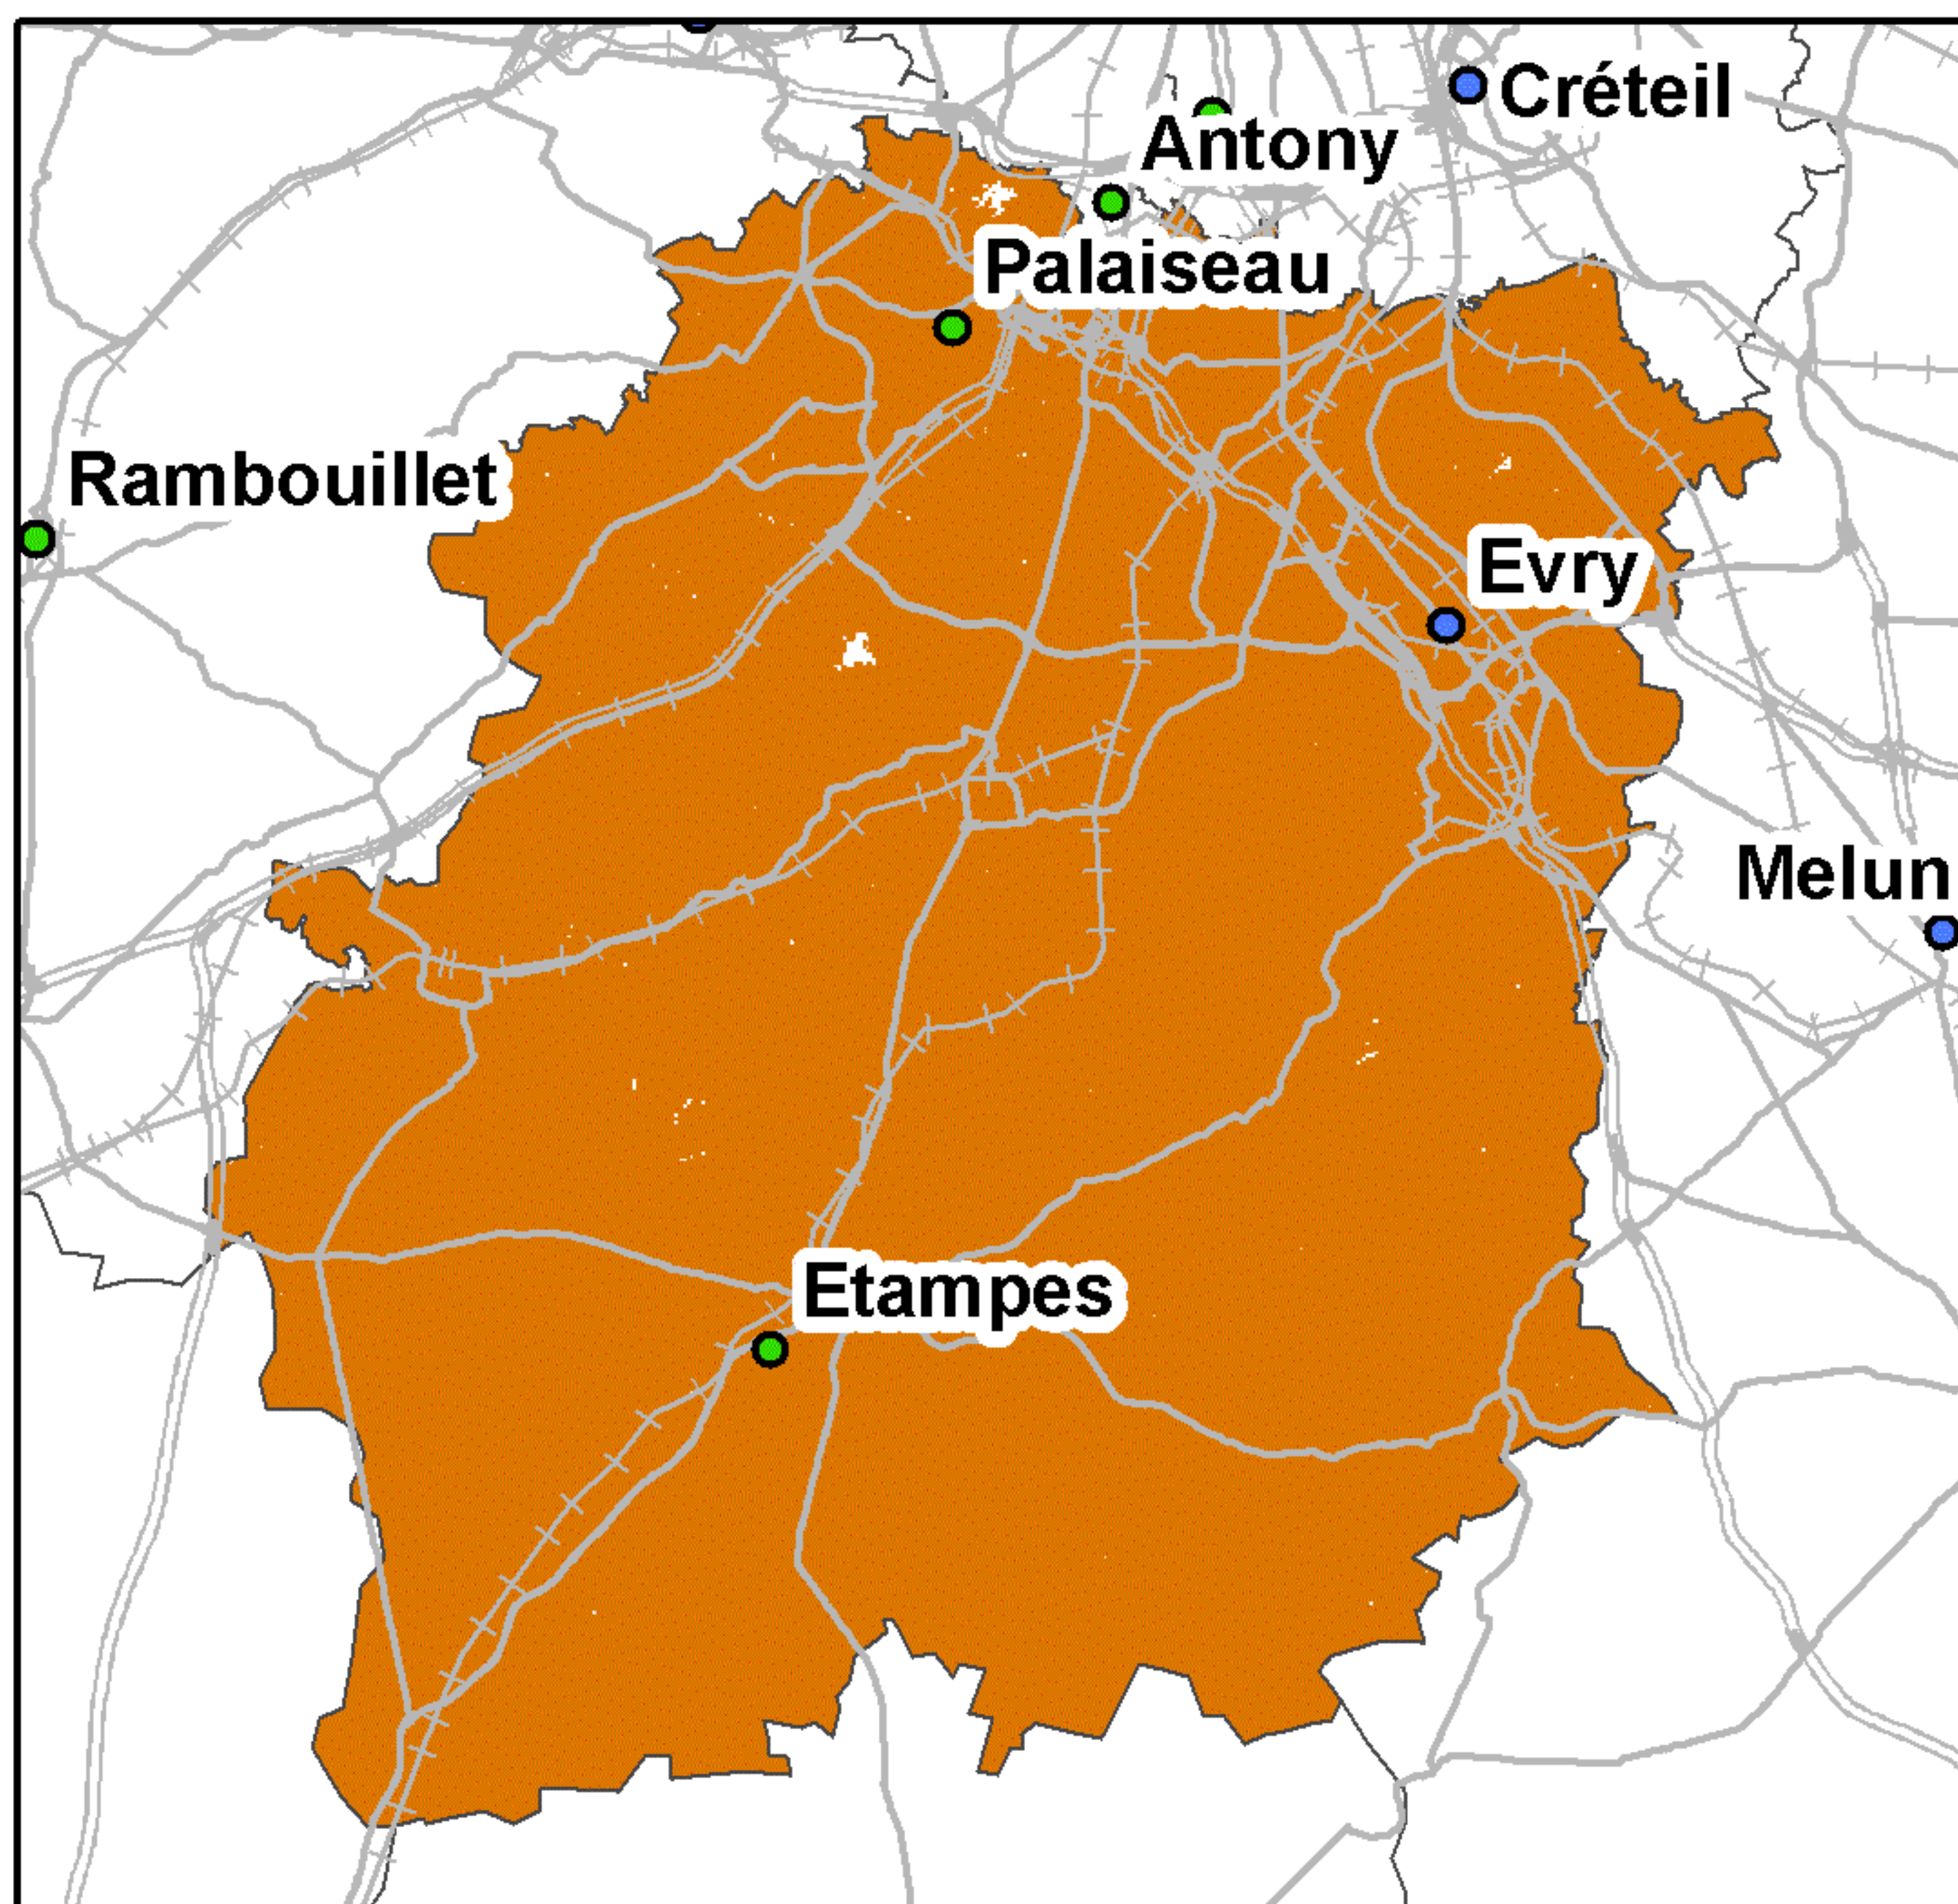 Créteil
Antony
Palaiseau
Rambouillet
Evry
Melun
Etampes